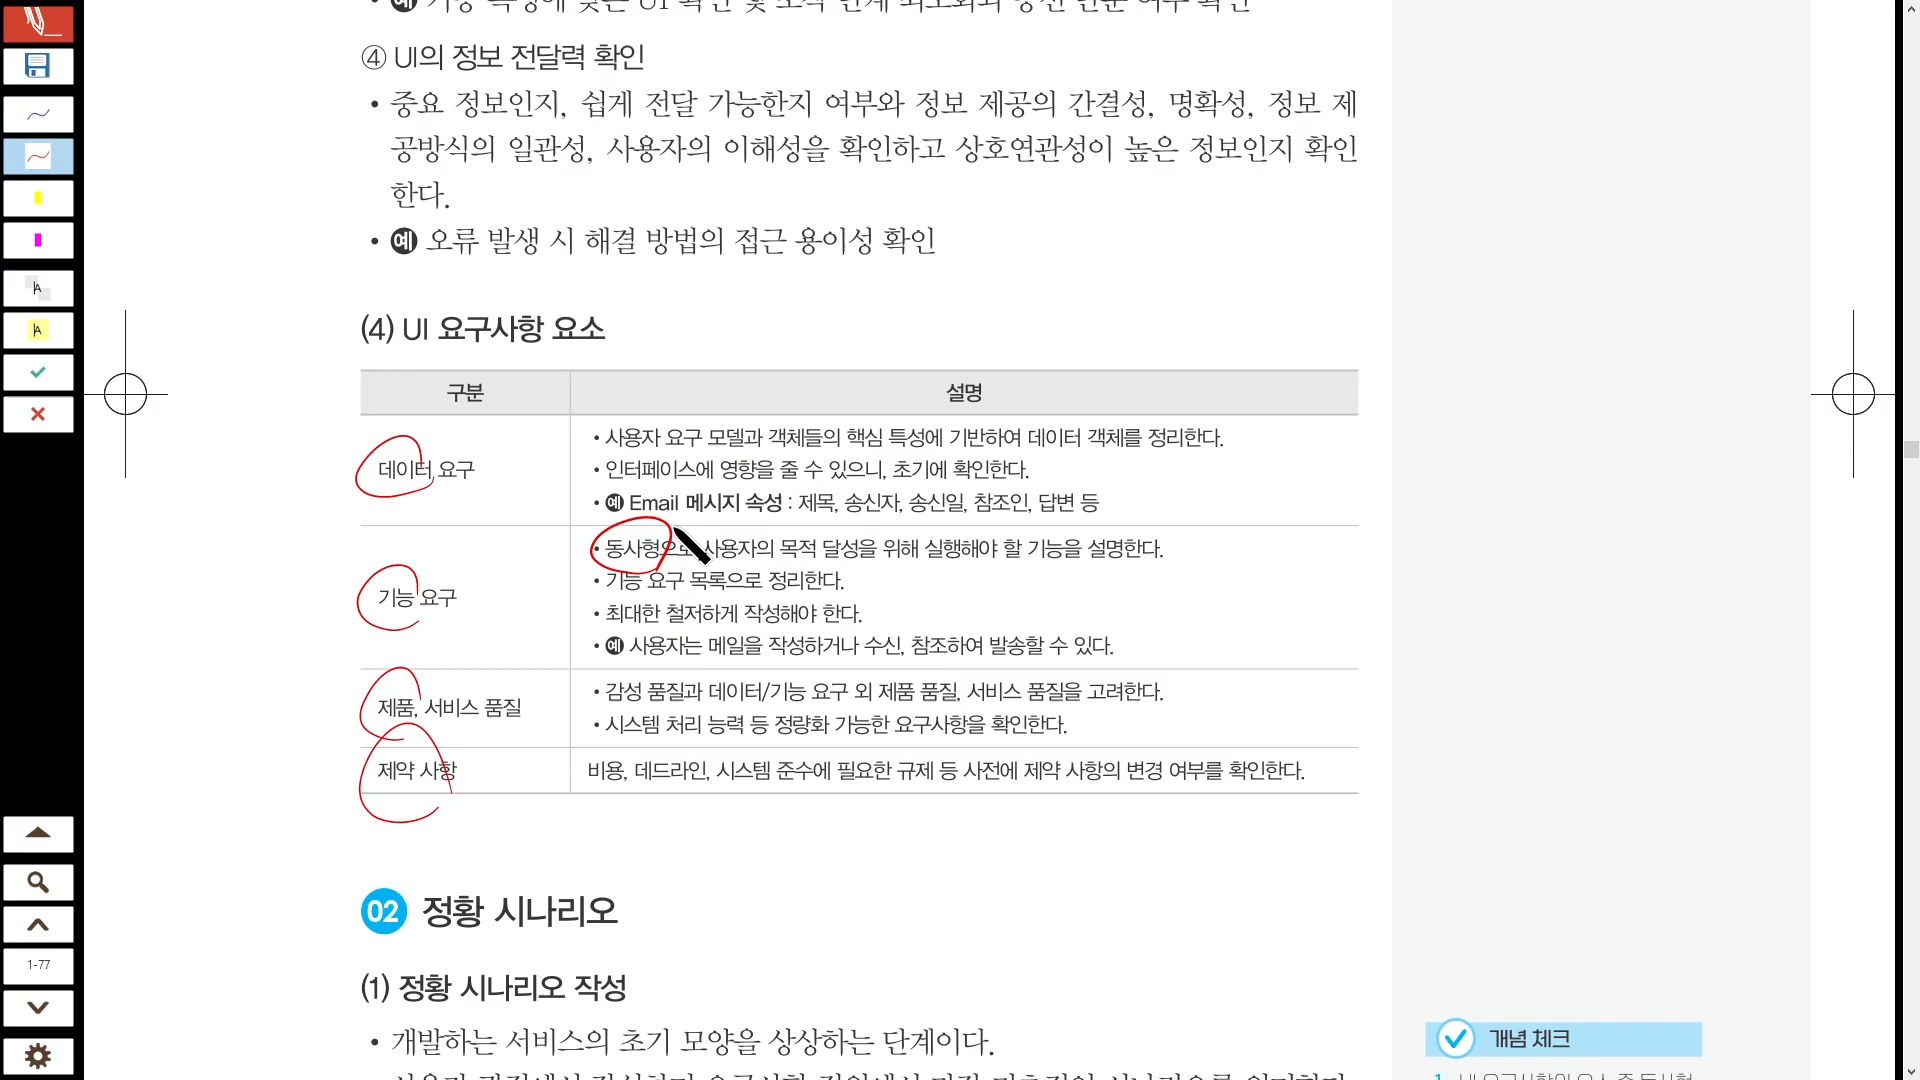 ④ UI의 정보 전달력 확인
• 중요 정보인지, 쉽게 전달 가능한지 여부와 정보 제공의 간결성, 명확성, 정보 제
공방식의 일관성, 사용자의 이해성을 확인하고 상호연관성이 높은 정보인지 확인
한다.
• 예 오류 발생 시 해결 방법의 접근 용이성 확인
(4) UI 요구사항 요소
구분 설명
데이터 요구
• 사용자 요구 모델과 객체들의 핵심 특성에 기반하여 데이터 객체를 정리한다.
• 인터페이스에 영향을 줄 수 있으니, 초기에 확인한다.
• 예 Email 메시지 속성 : 제목, 송신자, 송신일, 참조인, 답변 등
기능 요구
• 동사형으로 사용자의 목적 달성을 위해 실행해야 할 기능을 설명한다.
• 기능 요구 목록으로 정리한다.
• 최대한 철저하게 작성해야 한다.
• 예 사용자는 메일을 작성하거나 수신, 참조하여 발송할 수 있다.
제품, 서비스 품질
• 감성 품질과 데이터/기능 요구 외 제품 품질, 서비스 품질을 고려한다.
• 시스템 처리 능력 등 정량화 가능한 요구사항을 확인한다.
제약 사항
비용, 데드라인, 시스템 준수에 필요한 규제 등 사전에 제약 사항의 변경 여부를 확인한다.
02 정황 시나리오
(1) 정황 시나리오 작성
• 개발하는 서비스의 초기 모양을 상상하는 단계이다.
개념 체크
A
A
1-77